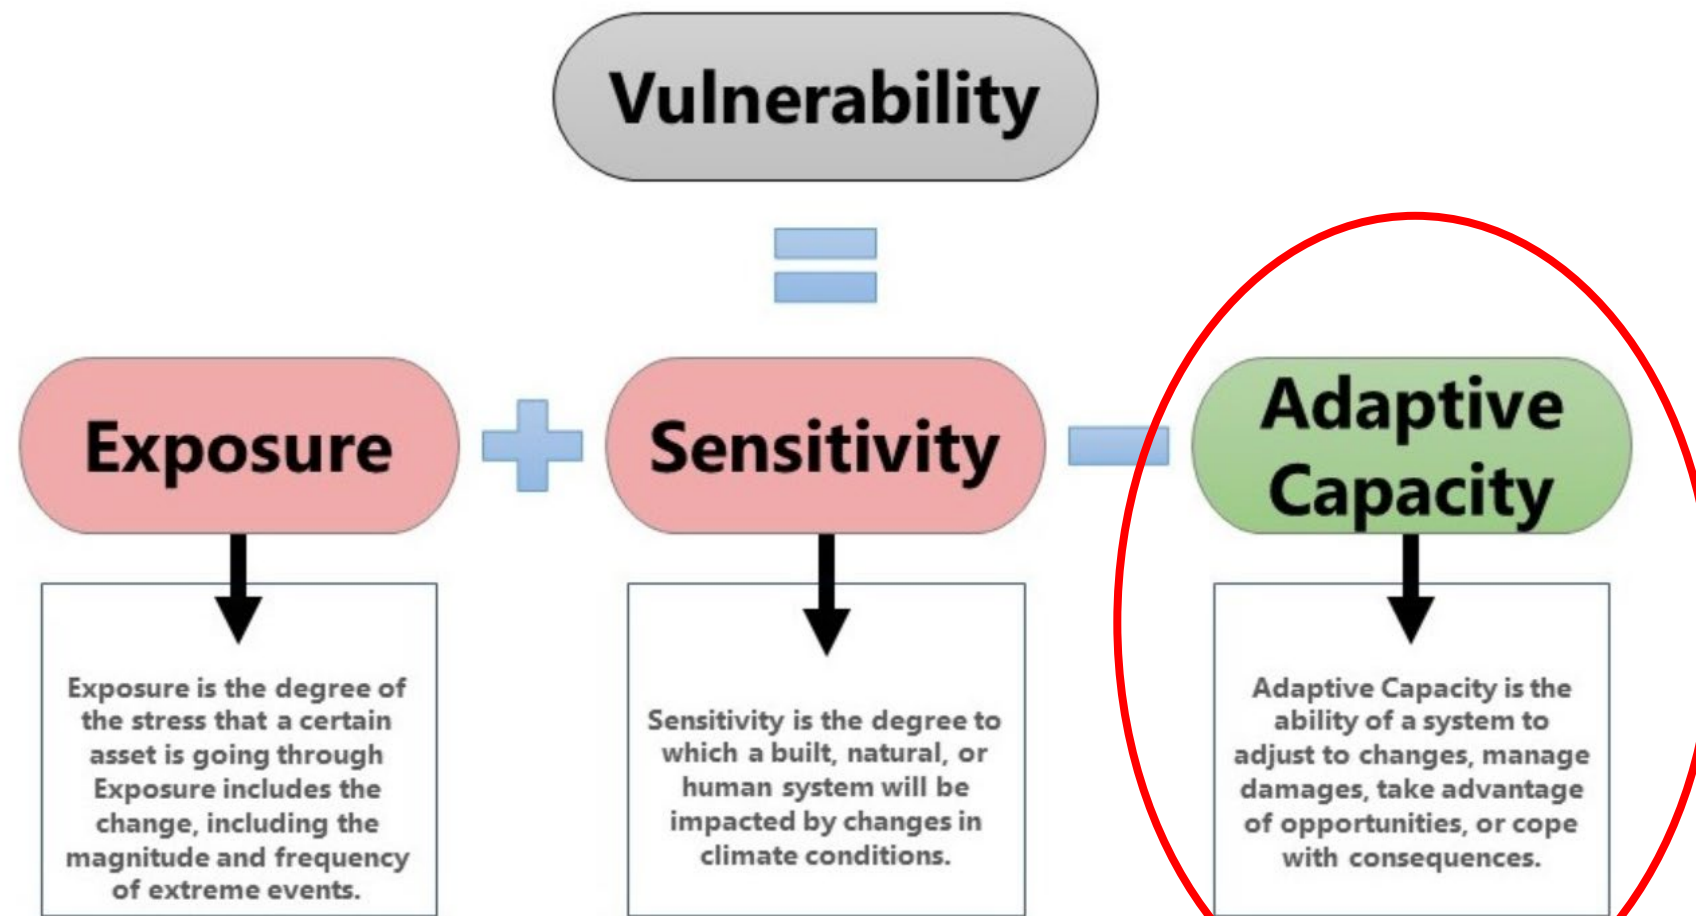 Vulnerability
Exposure
Sensitivity
Adaptive
Capacity
Exposure is the degree of
the stress that a certain
asset is going through
Exposure includes the
change, including the
magnitude and frequency
of extreme events.
Sensitivity is the degree to
which a built, natural, or
human system will be
impacted by changes in
climate conditions.
Adaptive Capacity is the
ability of a system to
adjust to changes, manage
damages, take advantage
of opportunities, or cope
with consequences.